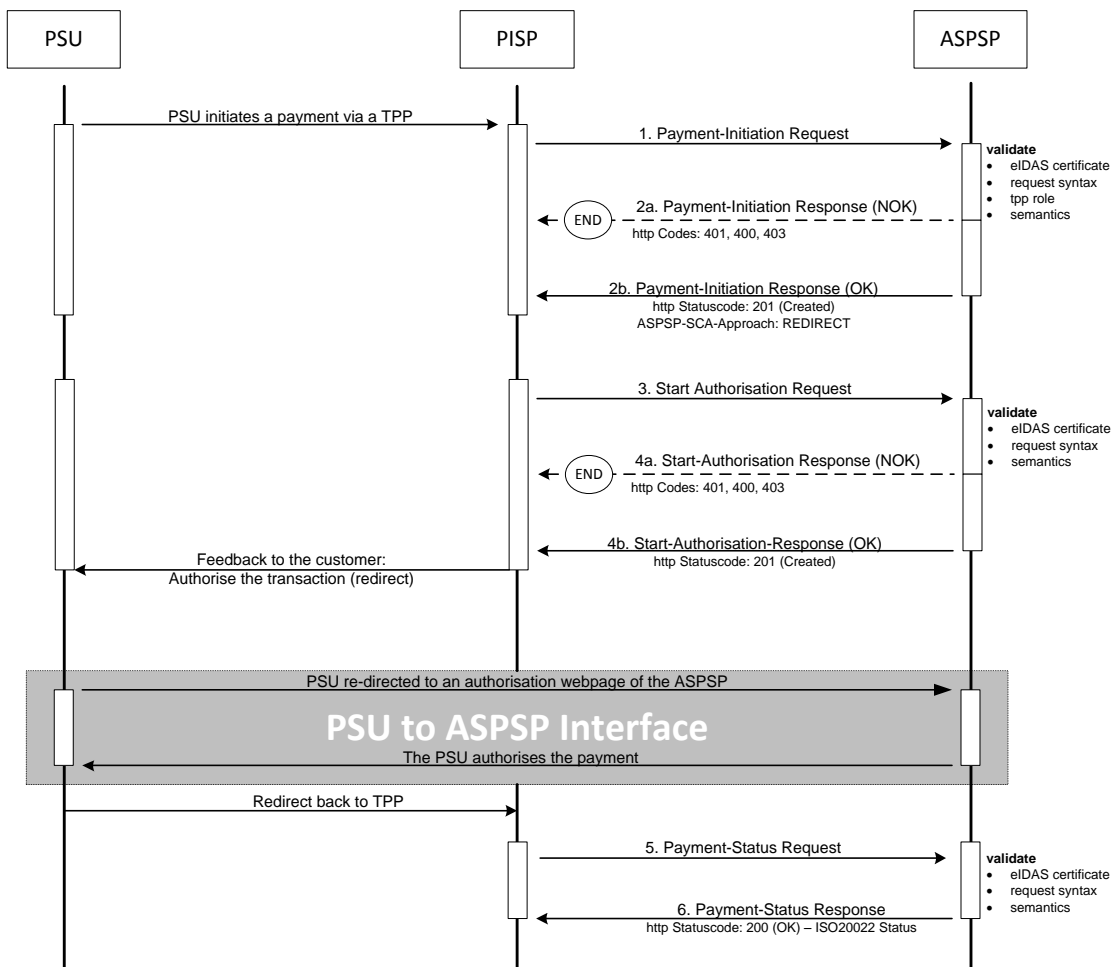 PSU
PISP
ASPSP
PSU initiates a payment via a TPP
1. Payment-Initiation Request
validate
• eIDAS certificate
• request syntax
• tpp role
• semantics
2a. Payment-Initiation Response (NOK)
END
http Codes: 401, 400, 403
2b. Payment-Initiation Response (OK)
http Statuscode: 201 (Created)
ASPSP-SCA-Approach: REDIRECT
3. Start Authorisation Request
validate
• eIDAS certificate
• request syntax
• semantics
4a. Start-Authorisation Response (NOK)
END
http Codes: 401, 400, 403
4b. Start-Authorisation-Response (OK)
http Statuscode: 201 (Created)
Feedback to the customer:
Authorise the transaction (redirect)
PSU re-directed to an authorisation webpage of the ASPSP
PSU to ASPSP Interface
The PSU authorises the payment
Redirect back to TPP
5. Payment-Status Request
validate
• eIDAS certificate
• request syntax
• semantics
6. Payment-Status Response
http Statuscode: 200 (OK) – ISO20022 Status